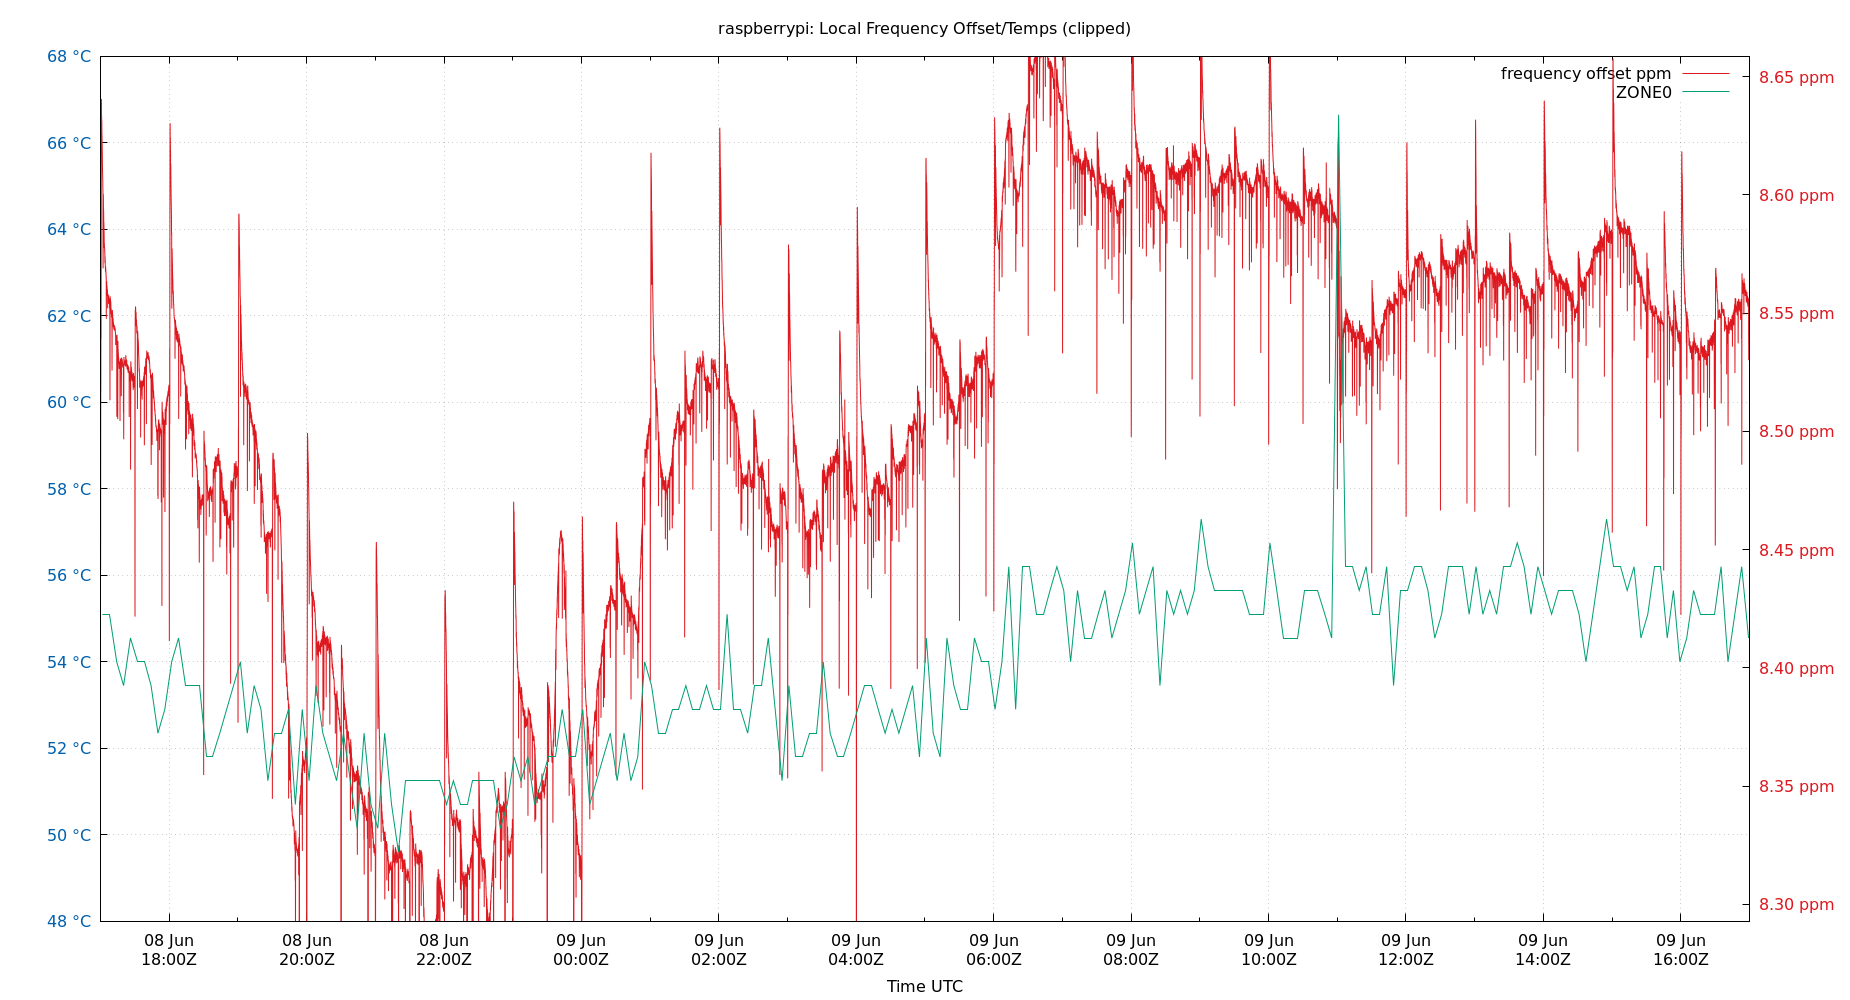 raspberrypi: Local Frequency Offset/Temps (clipped)
68 °C
66 °C
64 °C
62 °C
60 °C
58 °C
56 °C
54 °C
52 °C
50 °C
48 °C
frequency offset ppm
ZONE0
8.65 ppm
8.60 ppm
8.55 ppm
8.50 ppm
8.45 ppm
8.40 ppm
8.35 ppm
8.30 ppm
08 Jun 08 Jun 08 Jun 09 Jun 09 Jun 09 Jun 09 Jun 09 Jun 09 Jun 09 Jun 09 Jun 09 Jun
18:00Z 20:00Z 22:00Z 00:00Z 02:00Z 04:00Z 06:00Z 08:00Z 10:00Z 12:00Z 14:00Z 16:00Z
Time UTC